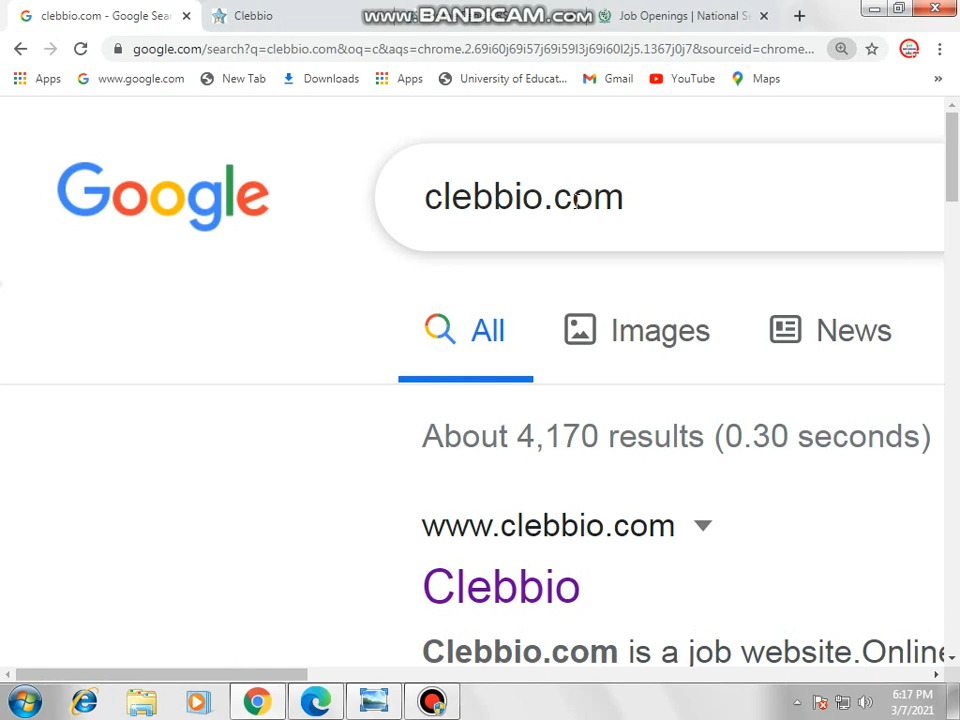 clebbio.com - Google Sea
Clebbio
www.BANDICAM.com
Job Openings | National Se
google.com/search?q=clebbio.com&oq=c&aqs=chrome.2.69i60j69i57j69i59l3j69i60l2j5.1367j0j7&sourceid=chrome...
Apps
www.google.com
New Tab
Downloads
Apps
University of Educat...
Gmail
YouTube
Maps
»
Google
clebbio.com
All
Images
News
About 4,170 results (0.30 seconds)
www.clebbio.com
Clebbio
Clebbio.com is a job website.Online
6:17 PM
3/7/2021